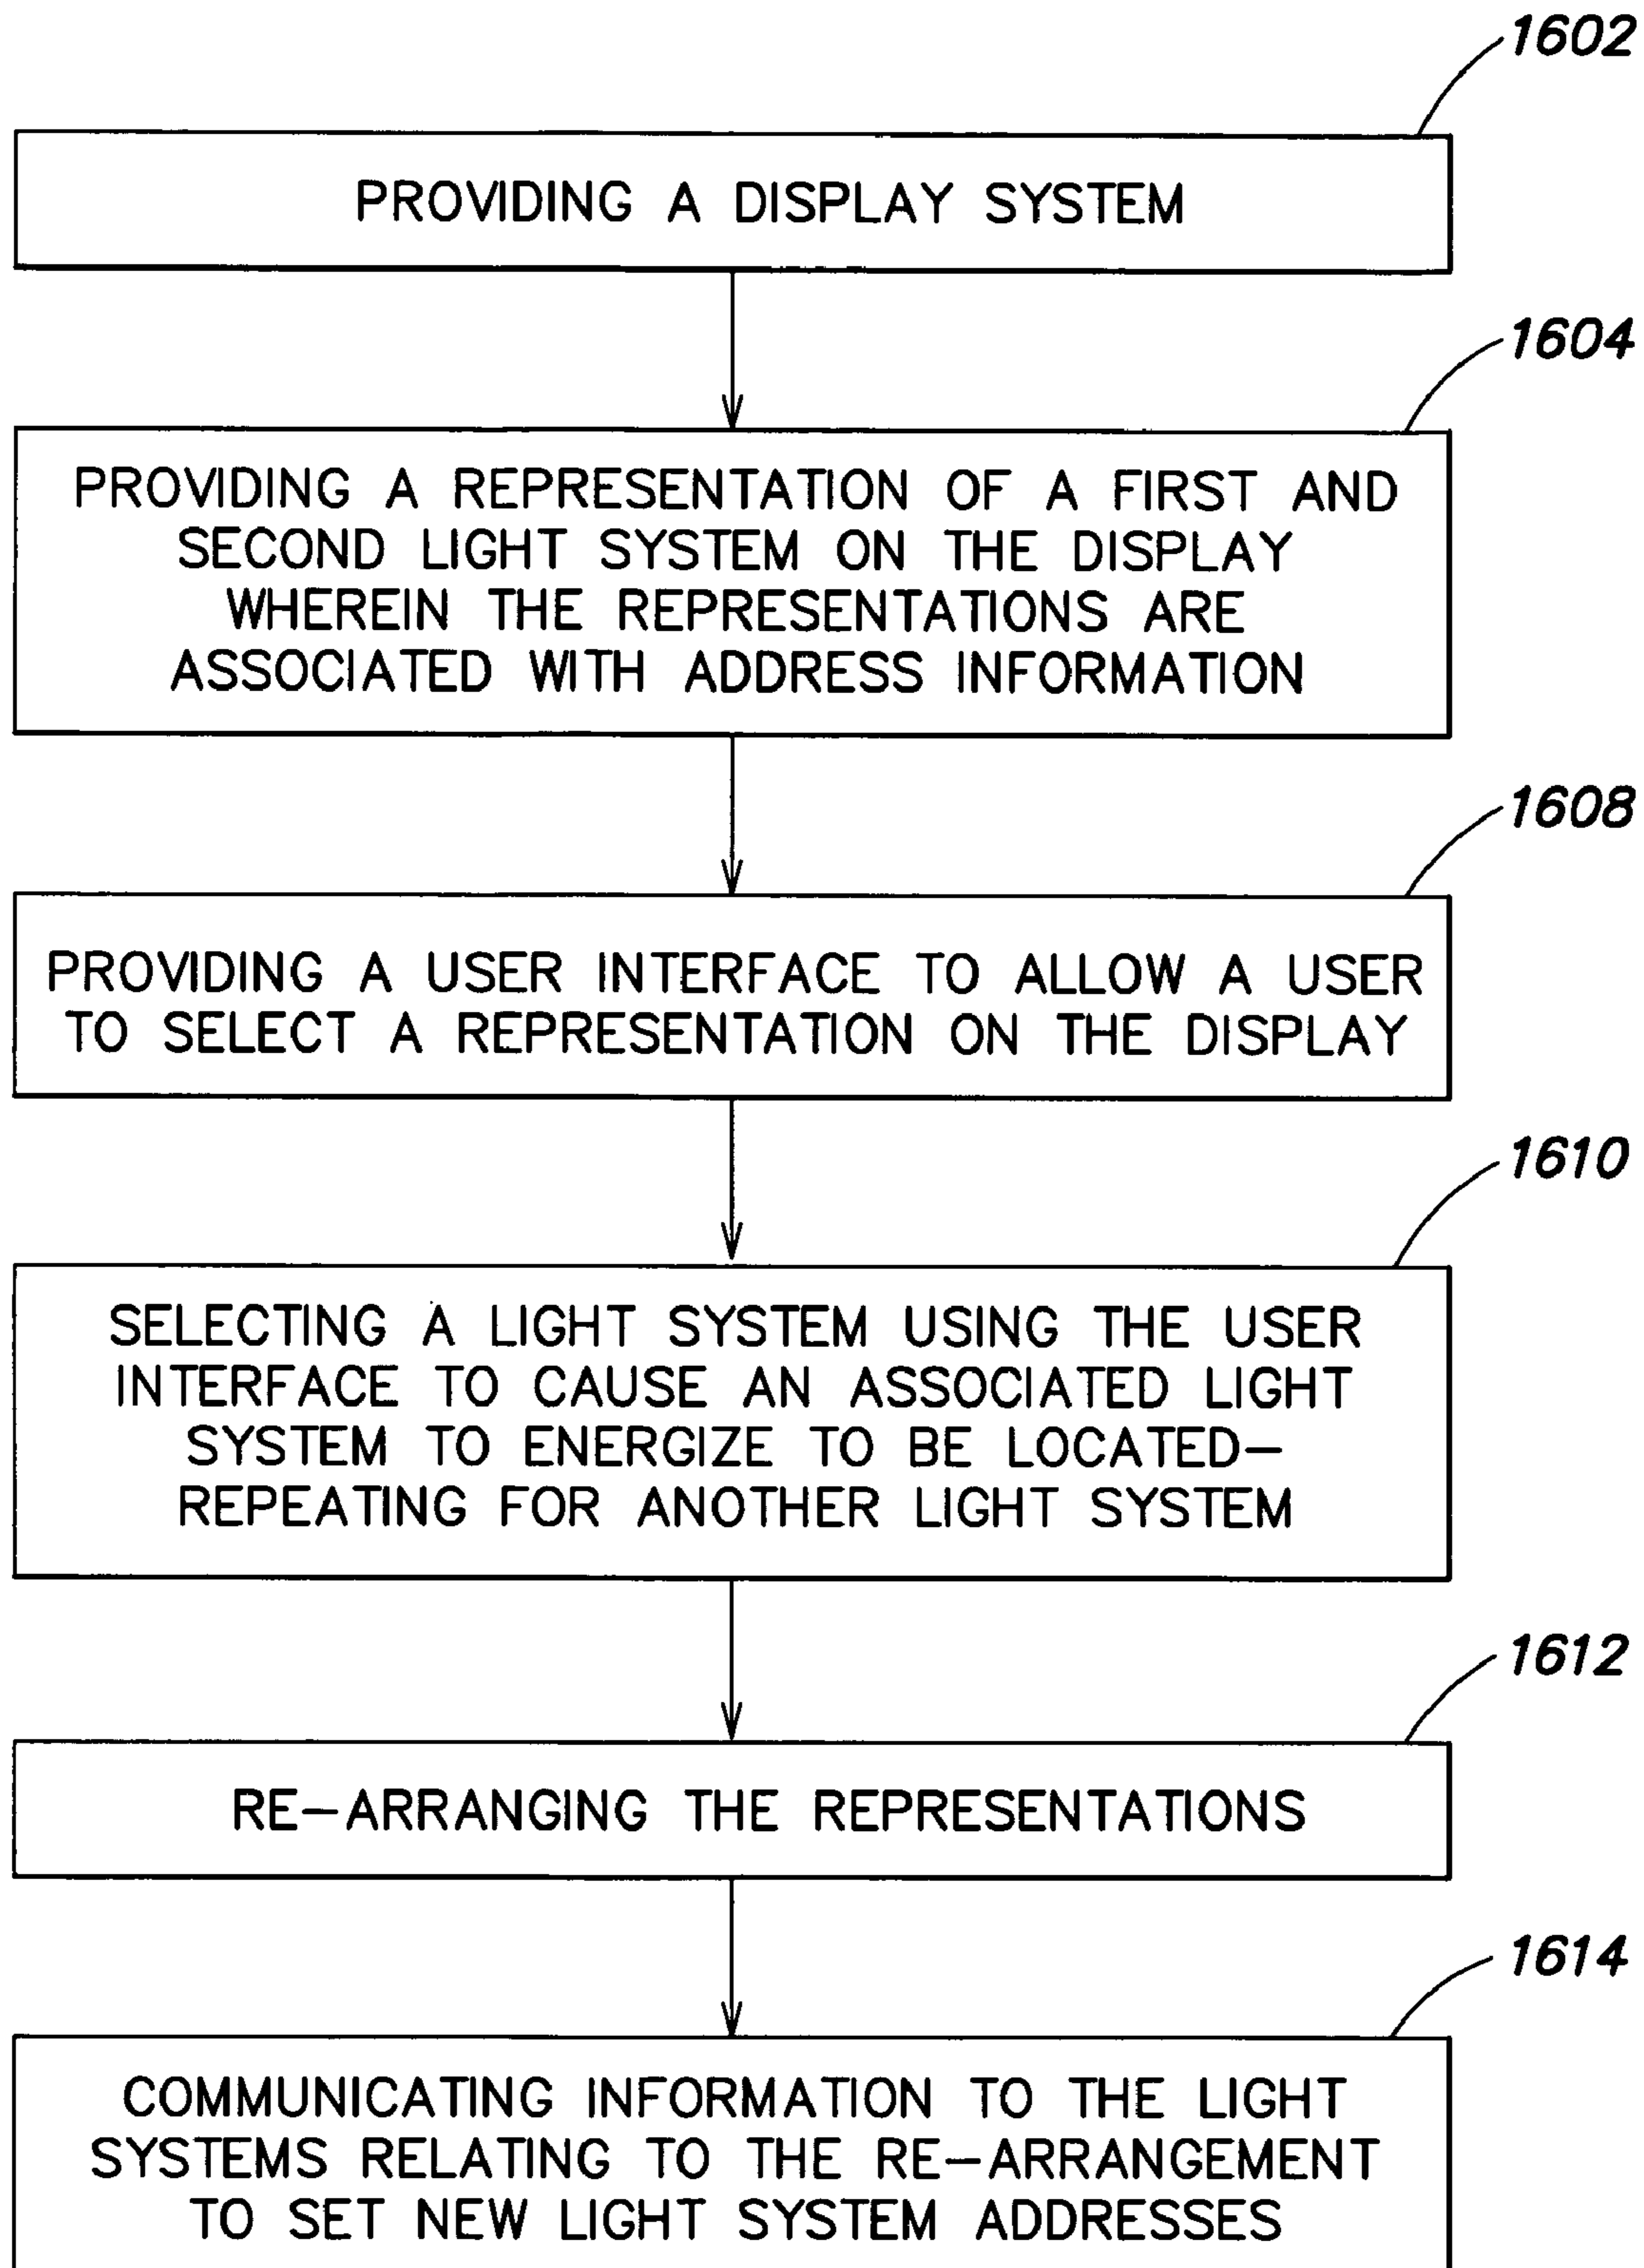 1602
PROVIDING A DISPLAY SYSTEM
1604
PROVIDING A REPRESENTATION OF A FIRST AND
SECOND LIGHT SYSTEM ON THE DISPLAY
WHEREIN THE REPRESENTATIONS ARE
ASSOCIATED WITH ADDRESS INFORMATION
1608
PROVIDING A USER INTERFACE TO ALLOW A USER
TO SELECT A REPRESENTATION ON THE DISPLAY
1610
SELECTING A LIGHT SYSTEM USING THE USER
INTERFACE TO CAUSE AN ASSOCIATED LIGHT
SYSTEM TO ENERGIZE TO BE LOCATED–
REPEATING FOR ANOTHER LIGHT SYSTEM
1612
RE–ARRANGING THE REPRESENTATIONS
1614
COMMUNICATING INFORMATION TO THE LIGHT
SYSTEMS RELATING TO THE RE–ARRANGEMENT
TO SET NEW LIGHT SYSTEM ADDRESSES